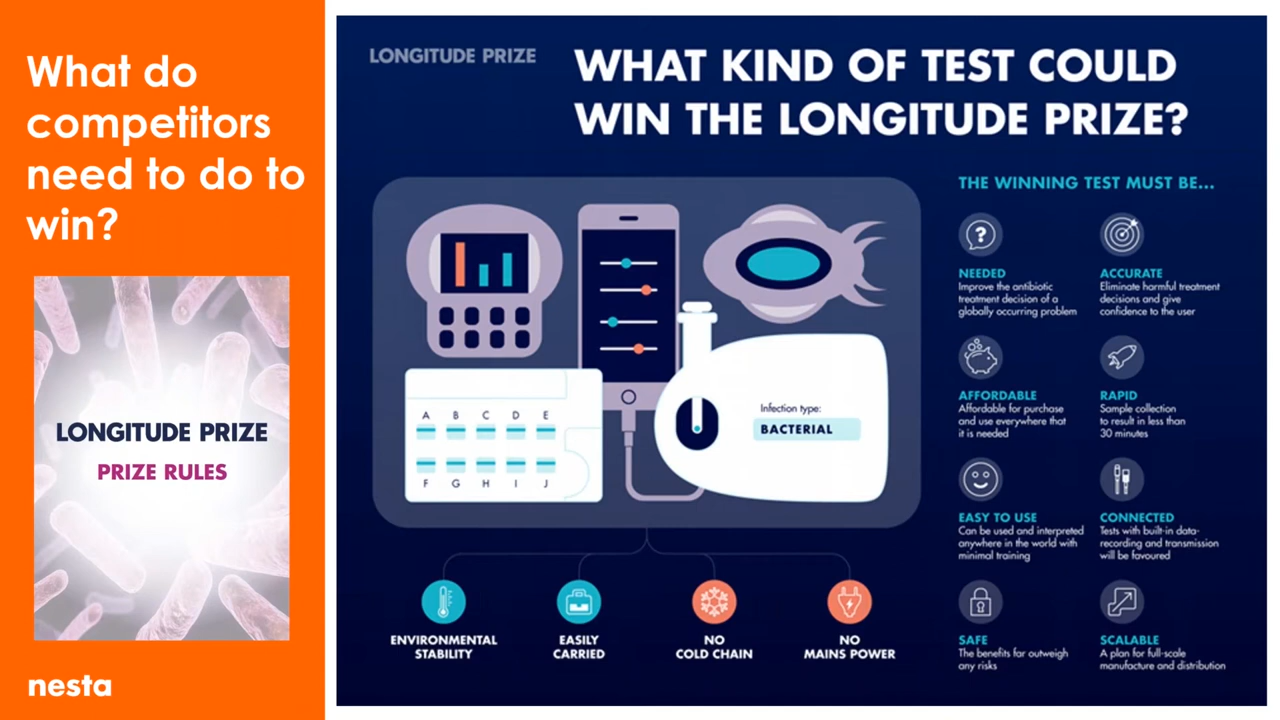 What do
competitors
need to do to
win?
LONGITUDE PRIZE
PRIZE RULES
nesta
LONGITUDE PRIZE
WHAT KIND OF TEST COULD
WIN THE LONGITUDE PRIZE?
A B C D E
F G H I J
Infection type:
BACTERIAL
ENVIRONMENTAL
STABILITY
EASILY
CARRIED
NO
COLD CHAIN
NO
MAINS POWER
THE WINNING TEST MUST BE...
NEEDED
Improve the antibiotic
treatment decision of a
globally occurring problem
ACCURATE
Eliminate harmful treatment
decisions and give
confidence to the user
AFFORDABLE
Affordable for purchase
and use everywhere that
it is needed
RAPID
Sample collection
to result in less than
30 minutes
EASY TO USE
Can be used and interpreted
anywhere in the world with
minimal training
CONNECTED
Tests with built-in data-
recording and transmission
will be favoured
SAFE
The benefits far outweigh
any risks
SCALABLE
A plan for full-scale
manufacture and distribution